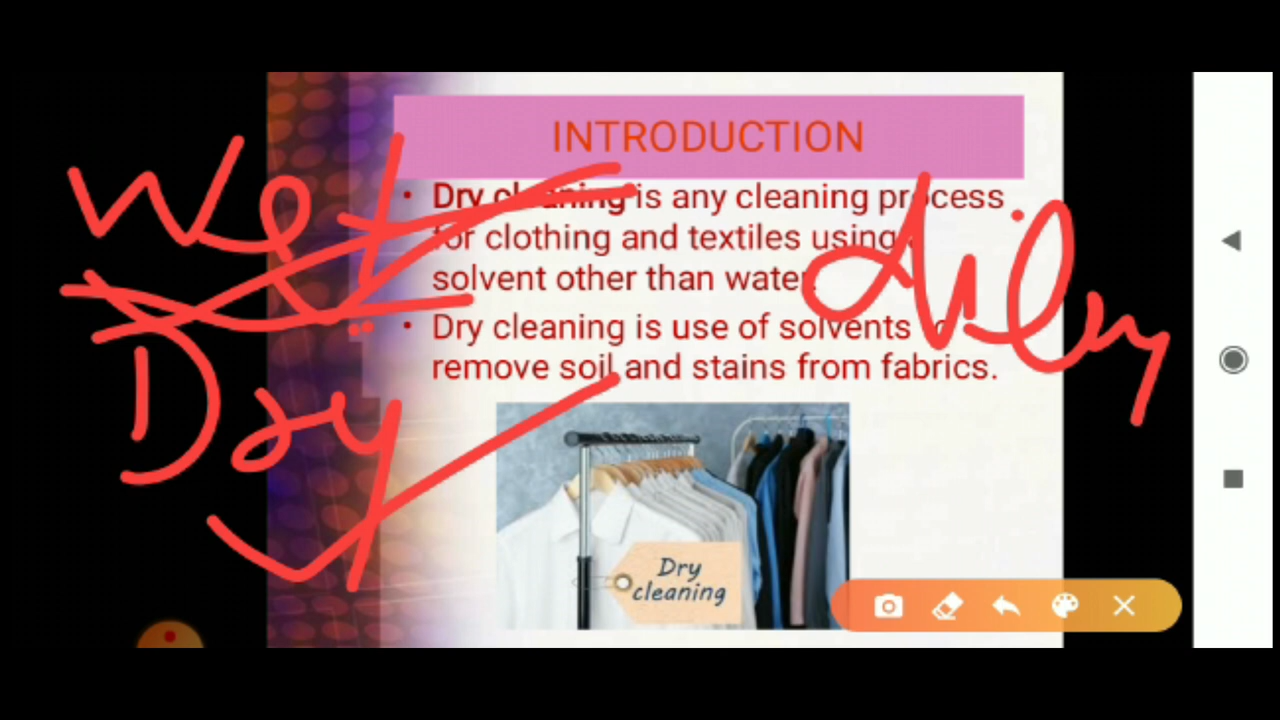 INTRODUCTION
• Dry cleaning is any cleaning process
for clothing and textiles using a
solvent other than water.
• Dry cleaning is use of solvents to
remove soil and stains from fabrics.
Dry
cleaning
Wet
Dry